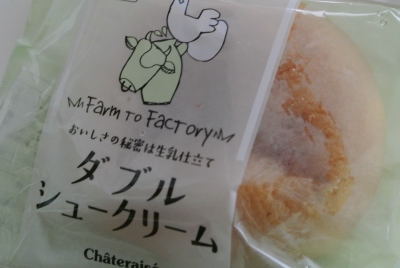 Farm to Factory
おいしさの秘密は生乳仕立て
ダブル
シュークリーム
Châteraisé